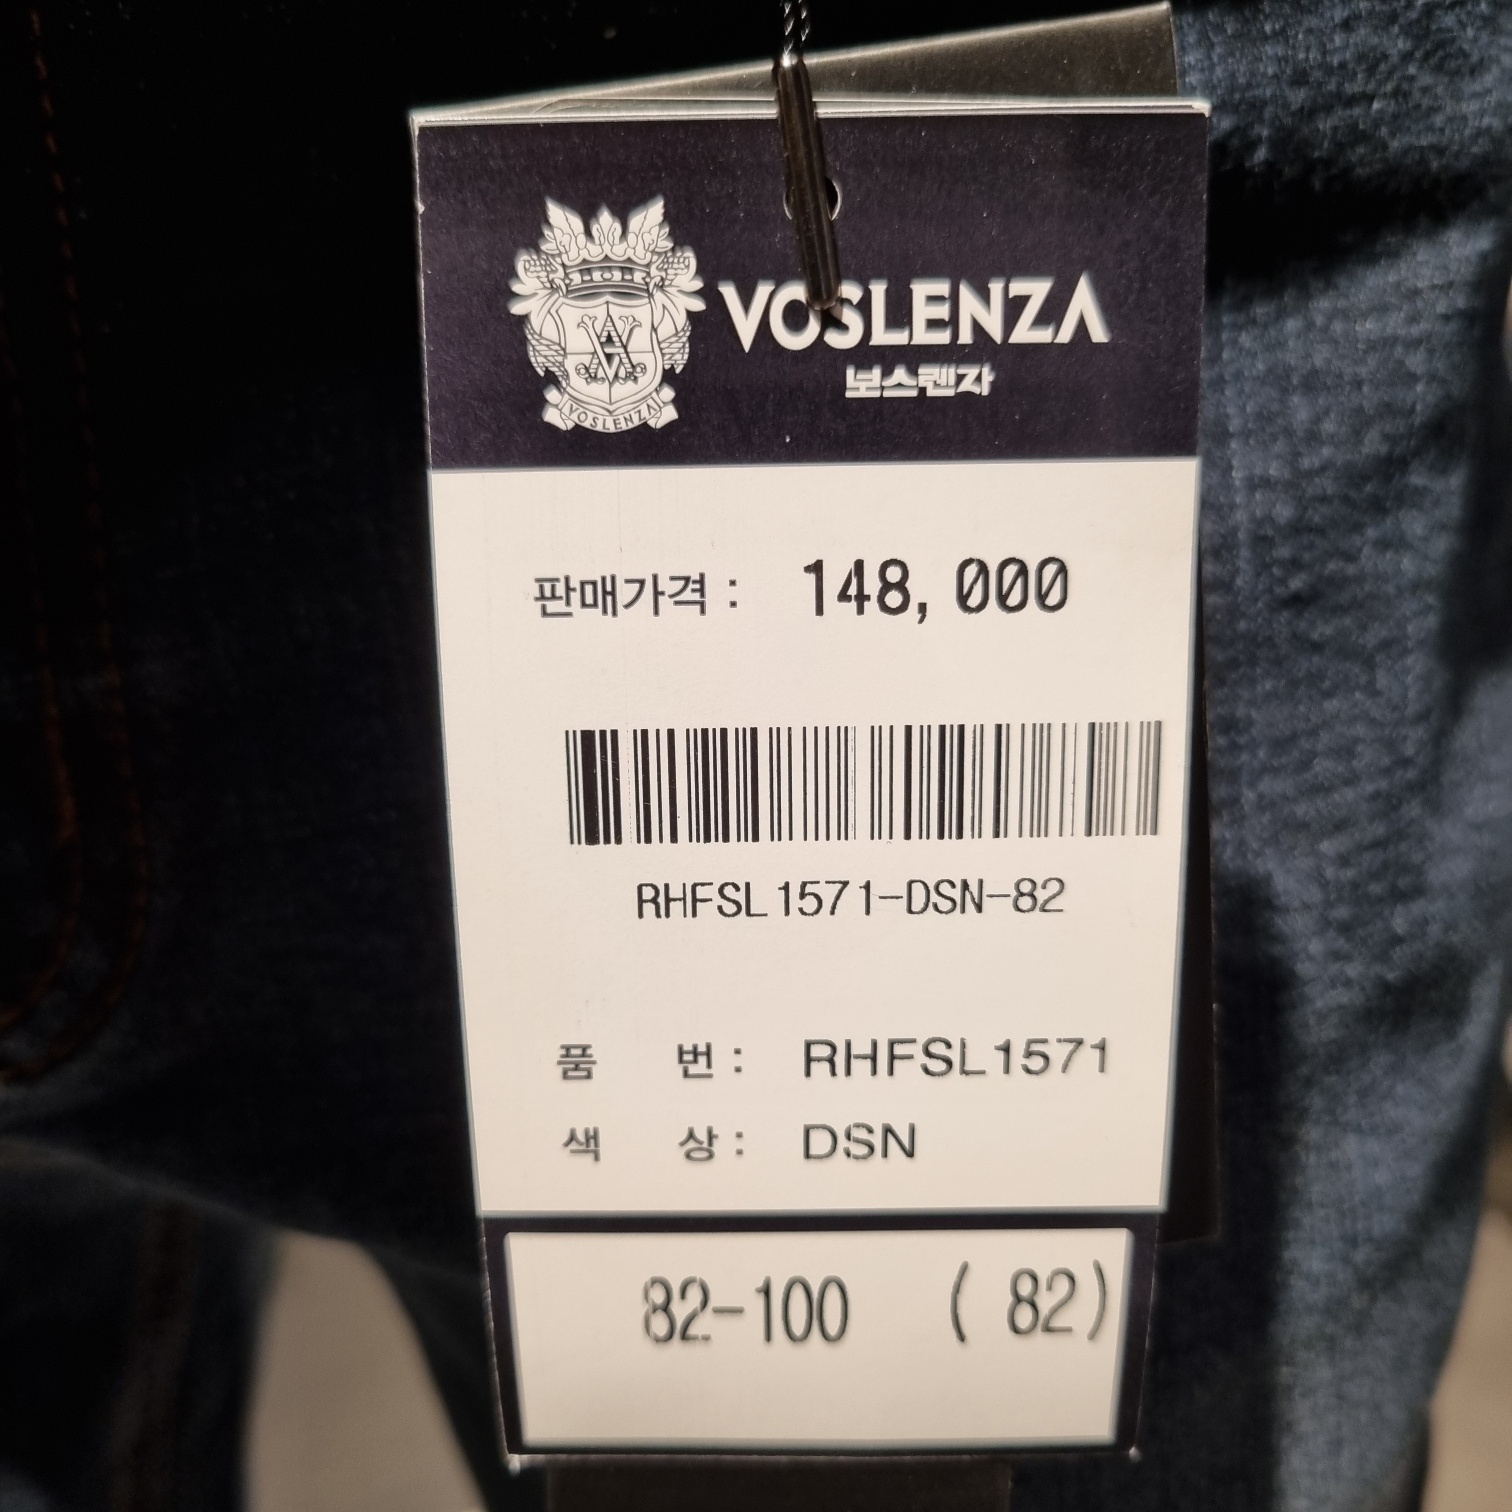 VOSLENZA
보스렌자
VOSLENZA
판매가격 : 148,000
RHFSL1571-DSN-82
품 번 : RHFSL1571
색 상 : DSN
82-100 ( 82)